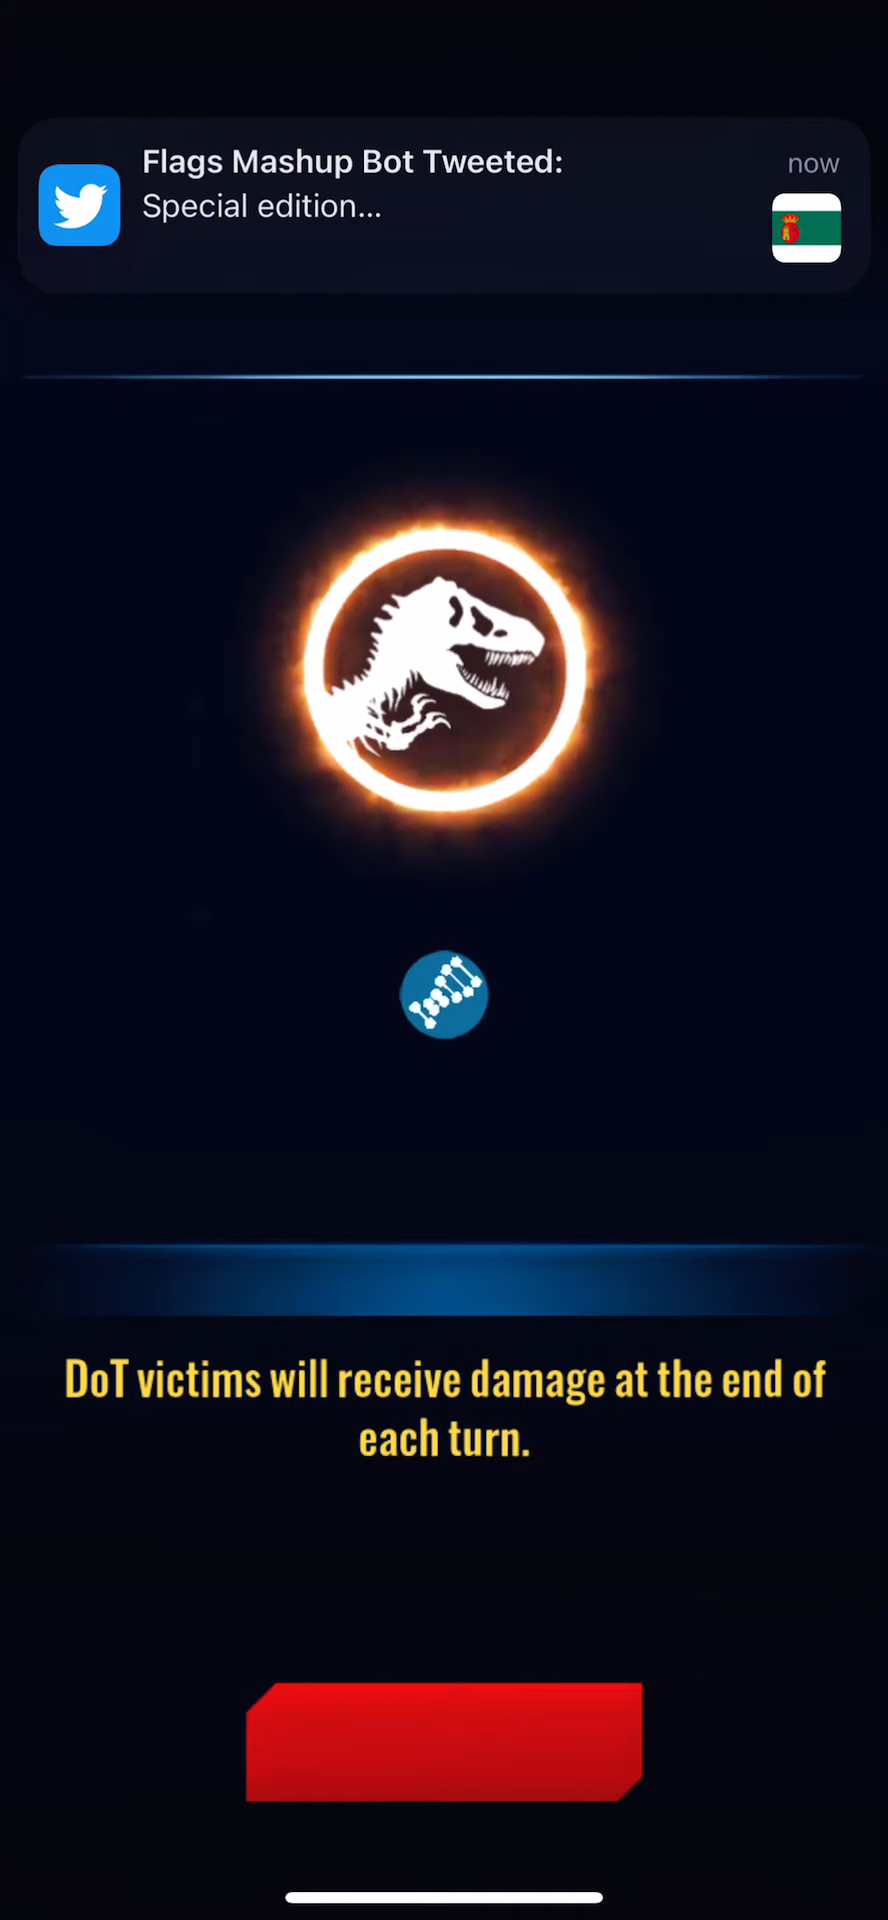 Flags Mashup Bot Tweeted:
now
Special edition...
DoT victims will receive damage at the end of
each turn.